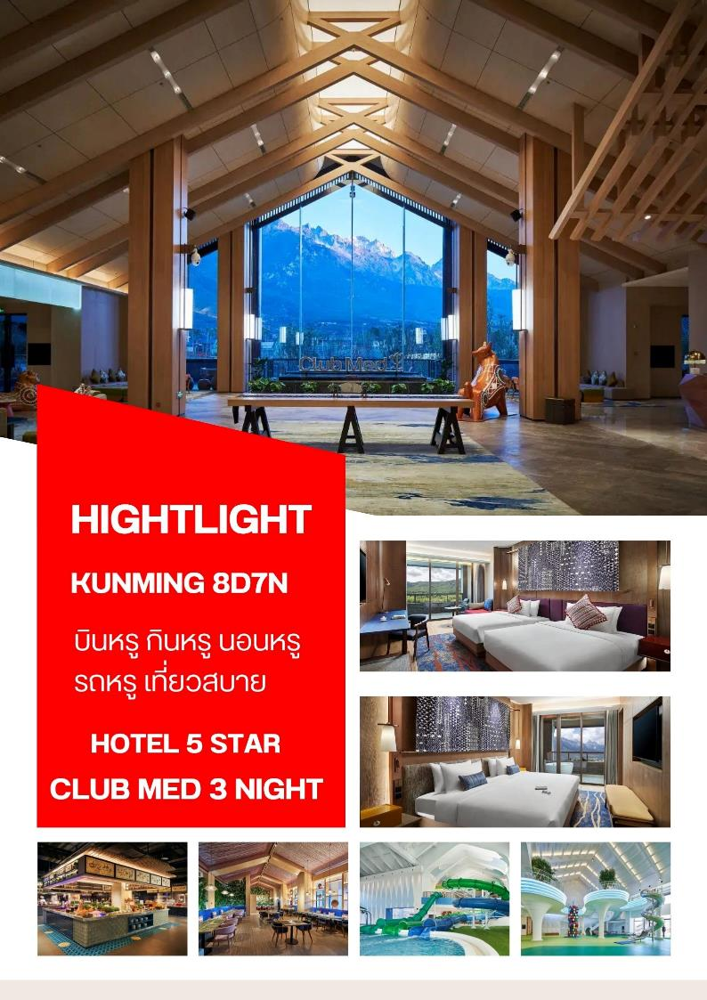 Club Med
HIGHTLIGHT
KUNMING 8D7N
บินหรู กินหรู นอนหรู
รถหรู เที่ยวสบาย
HOTEL 5 STAR
CLUB MED 3 NIGHT